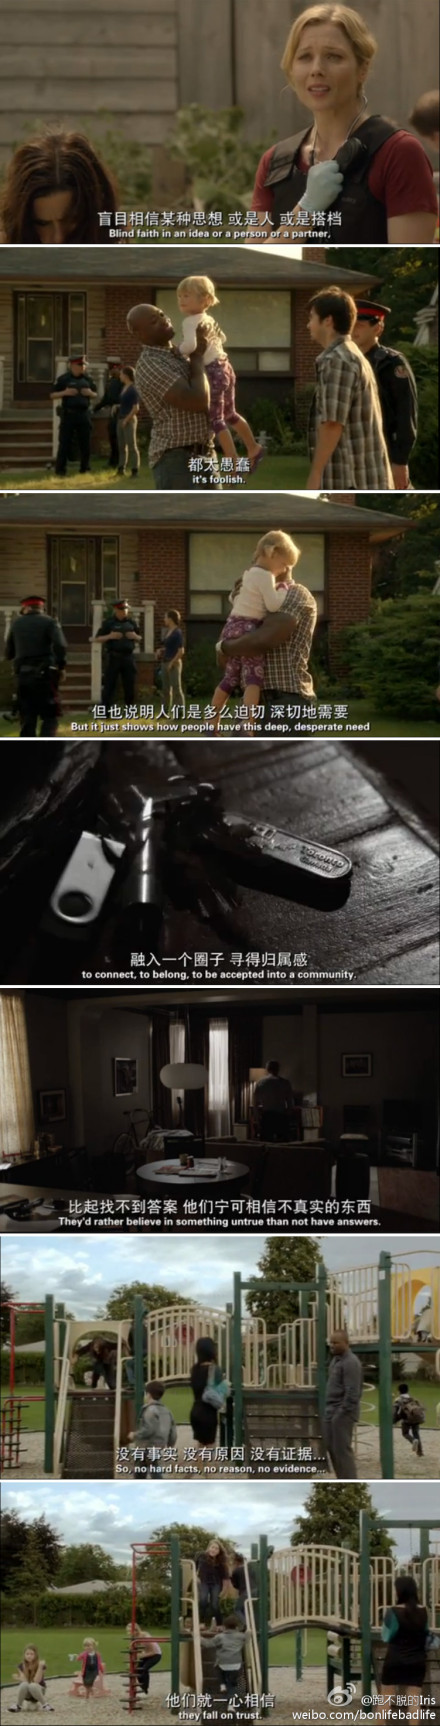 盲目相信某种思想 或是人 或是搭档
Blind faith in an idea or a person or a partner,
都太愚蠢
it's foolish.
但也说明人们是多么迫切 深切地需要
But it just shows how people have this deep, desperate need
Toronto
Canada
融入一个圈子 寻得归属感
to connect, to belong, to be accepted into a community.
比起找不到答案 他们宁可相信不真实的东西
They'd rather believe in something untrue than not have answers.
没有事实 没有原因 没有证据...
So, no hard facts, no reason, no evidence...
他们就一心相信
they fall on trust.
@跑不脱的Iris
weibo.com/bonlifebadlife